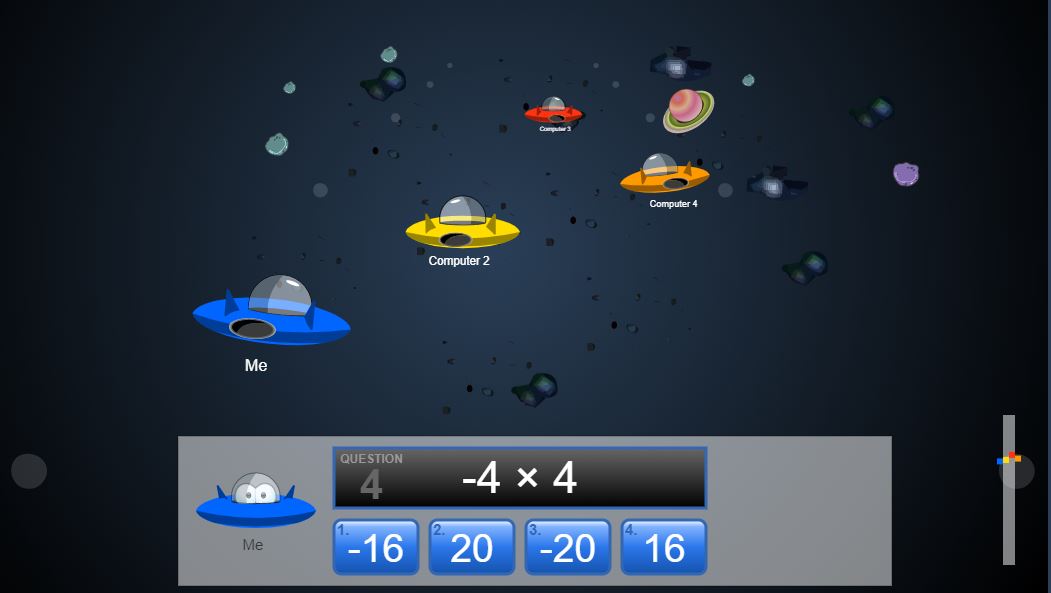 Computer 3
Computer 4
Computer 2
Me
QUESTION
4
-4 × 4
Me
1. -16
2. 20
3. -20
4. 16